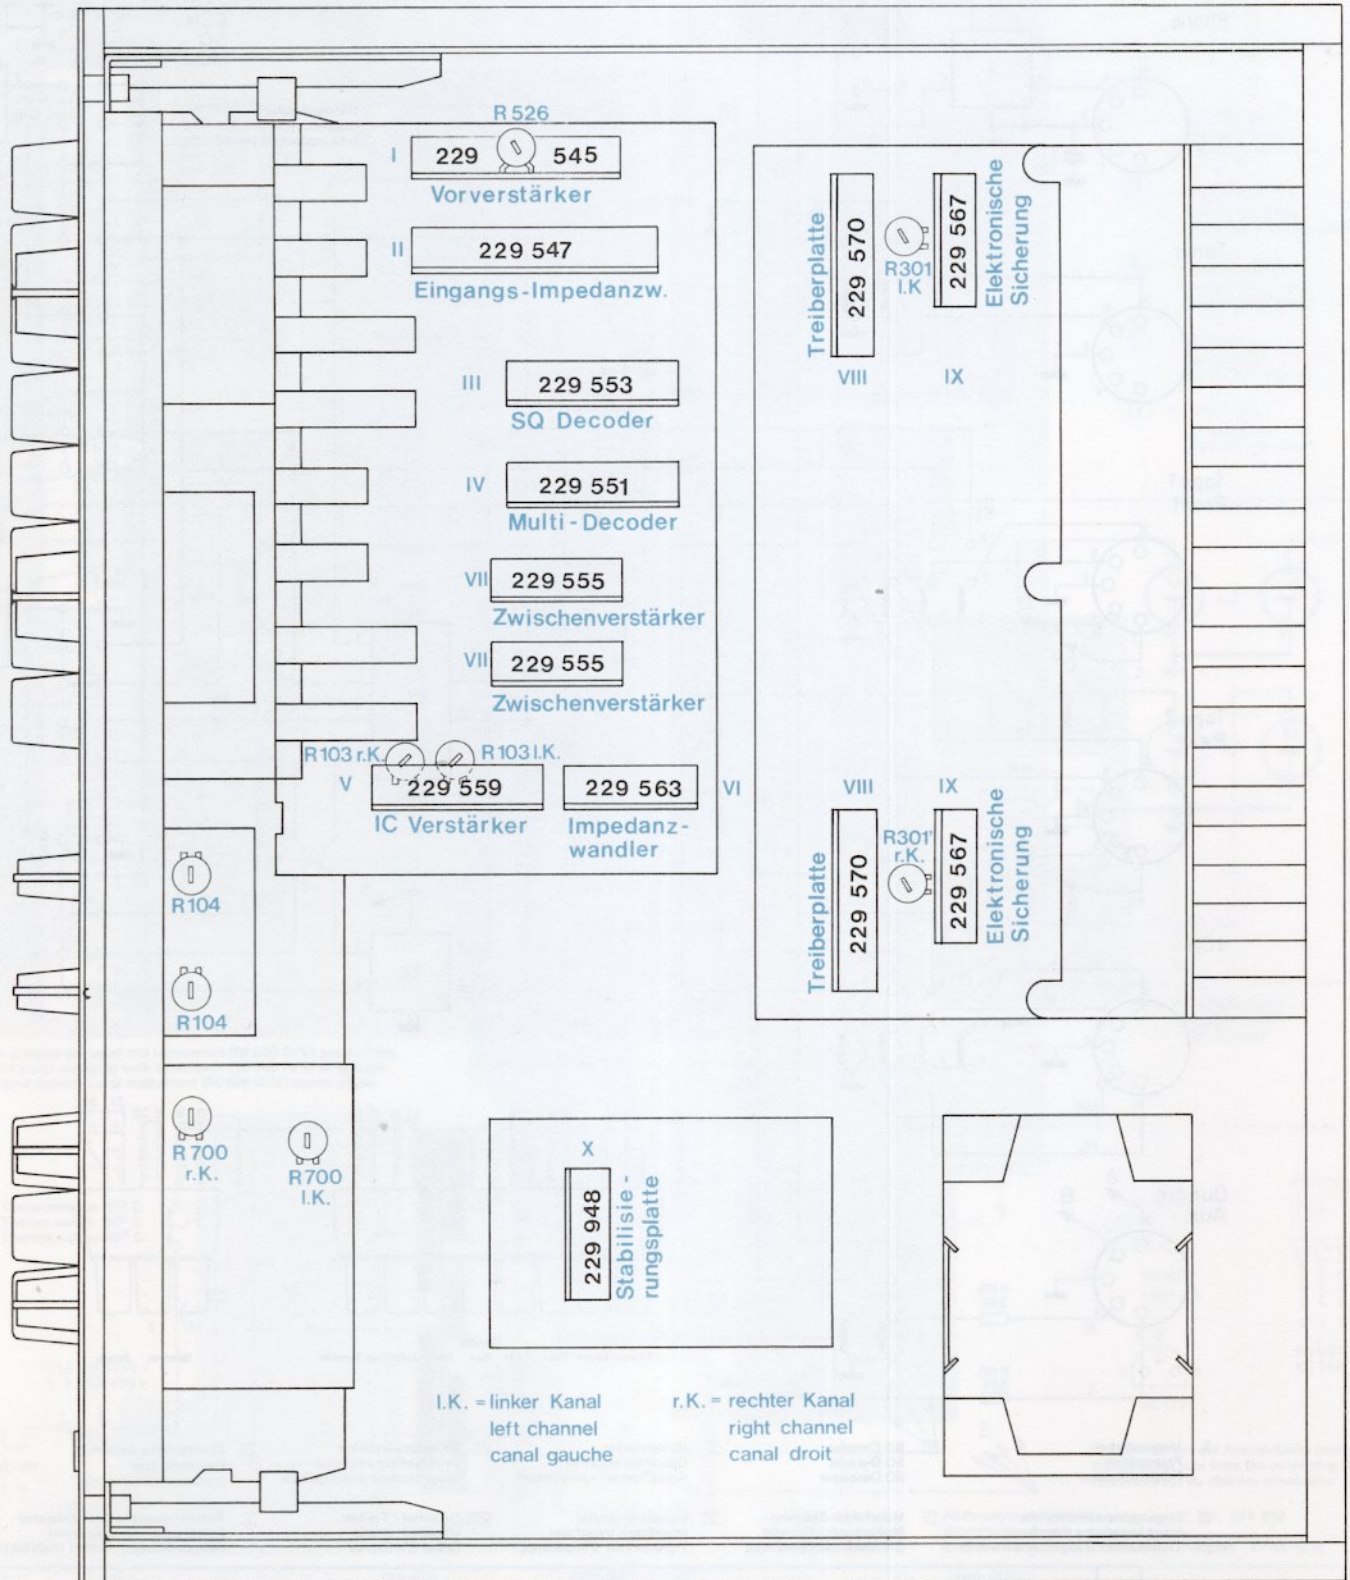 R 526
I
229 545
Vorverstärker
II
229 547
Eingangs-Impedanzw.
III
229 553
SQ Decoder
IV
229 551
Multi-Decoder
VII
229 555
Zwischenverstärker
VII
229 555
Zwischenverstärker
R103 r.K.
R103 l.K.
V
229 559
IC Verstärker
229 563
VI
Impedanz-
wandler
Treiberplatte
229 570
VIII
R301
l.K
229 567
IX
Elektronische
Sicherung
VIII
Treiberplatte
229 570
R301'
r.K.
IX
229 567
Elektronische
Sicherung
R104
R104
R700
r.K.
R700
l.K.
X
229 948
Stabilisie-
rungsplatte
l.K. = linker Kanal
left channel
canal gauche
r.K. = rechter Kanal
right channel
canal droit